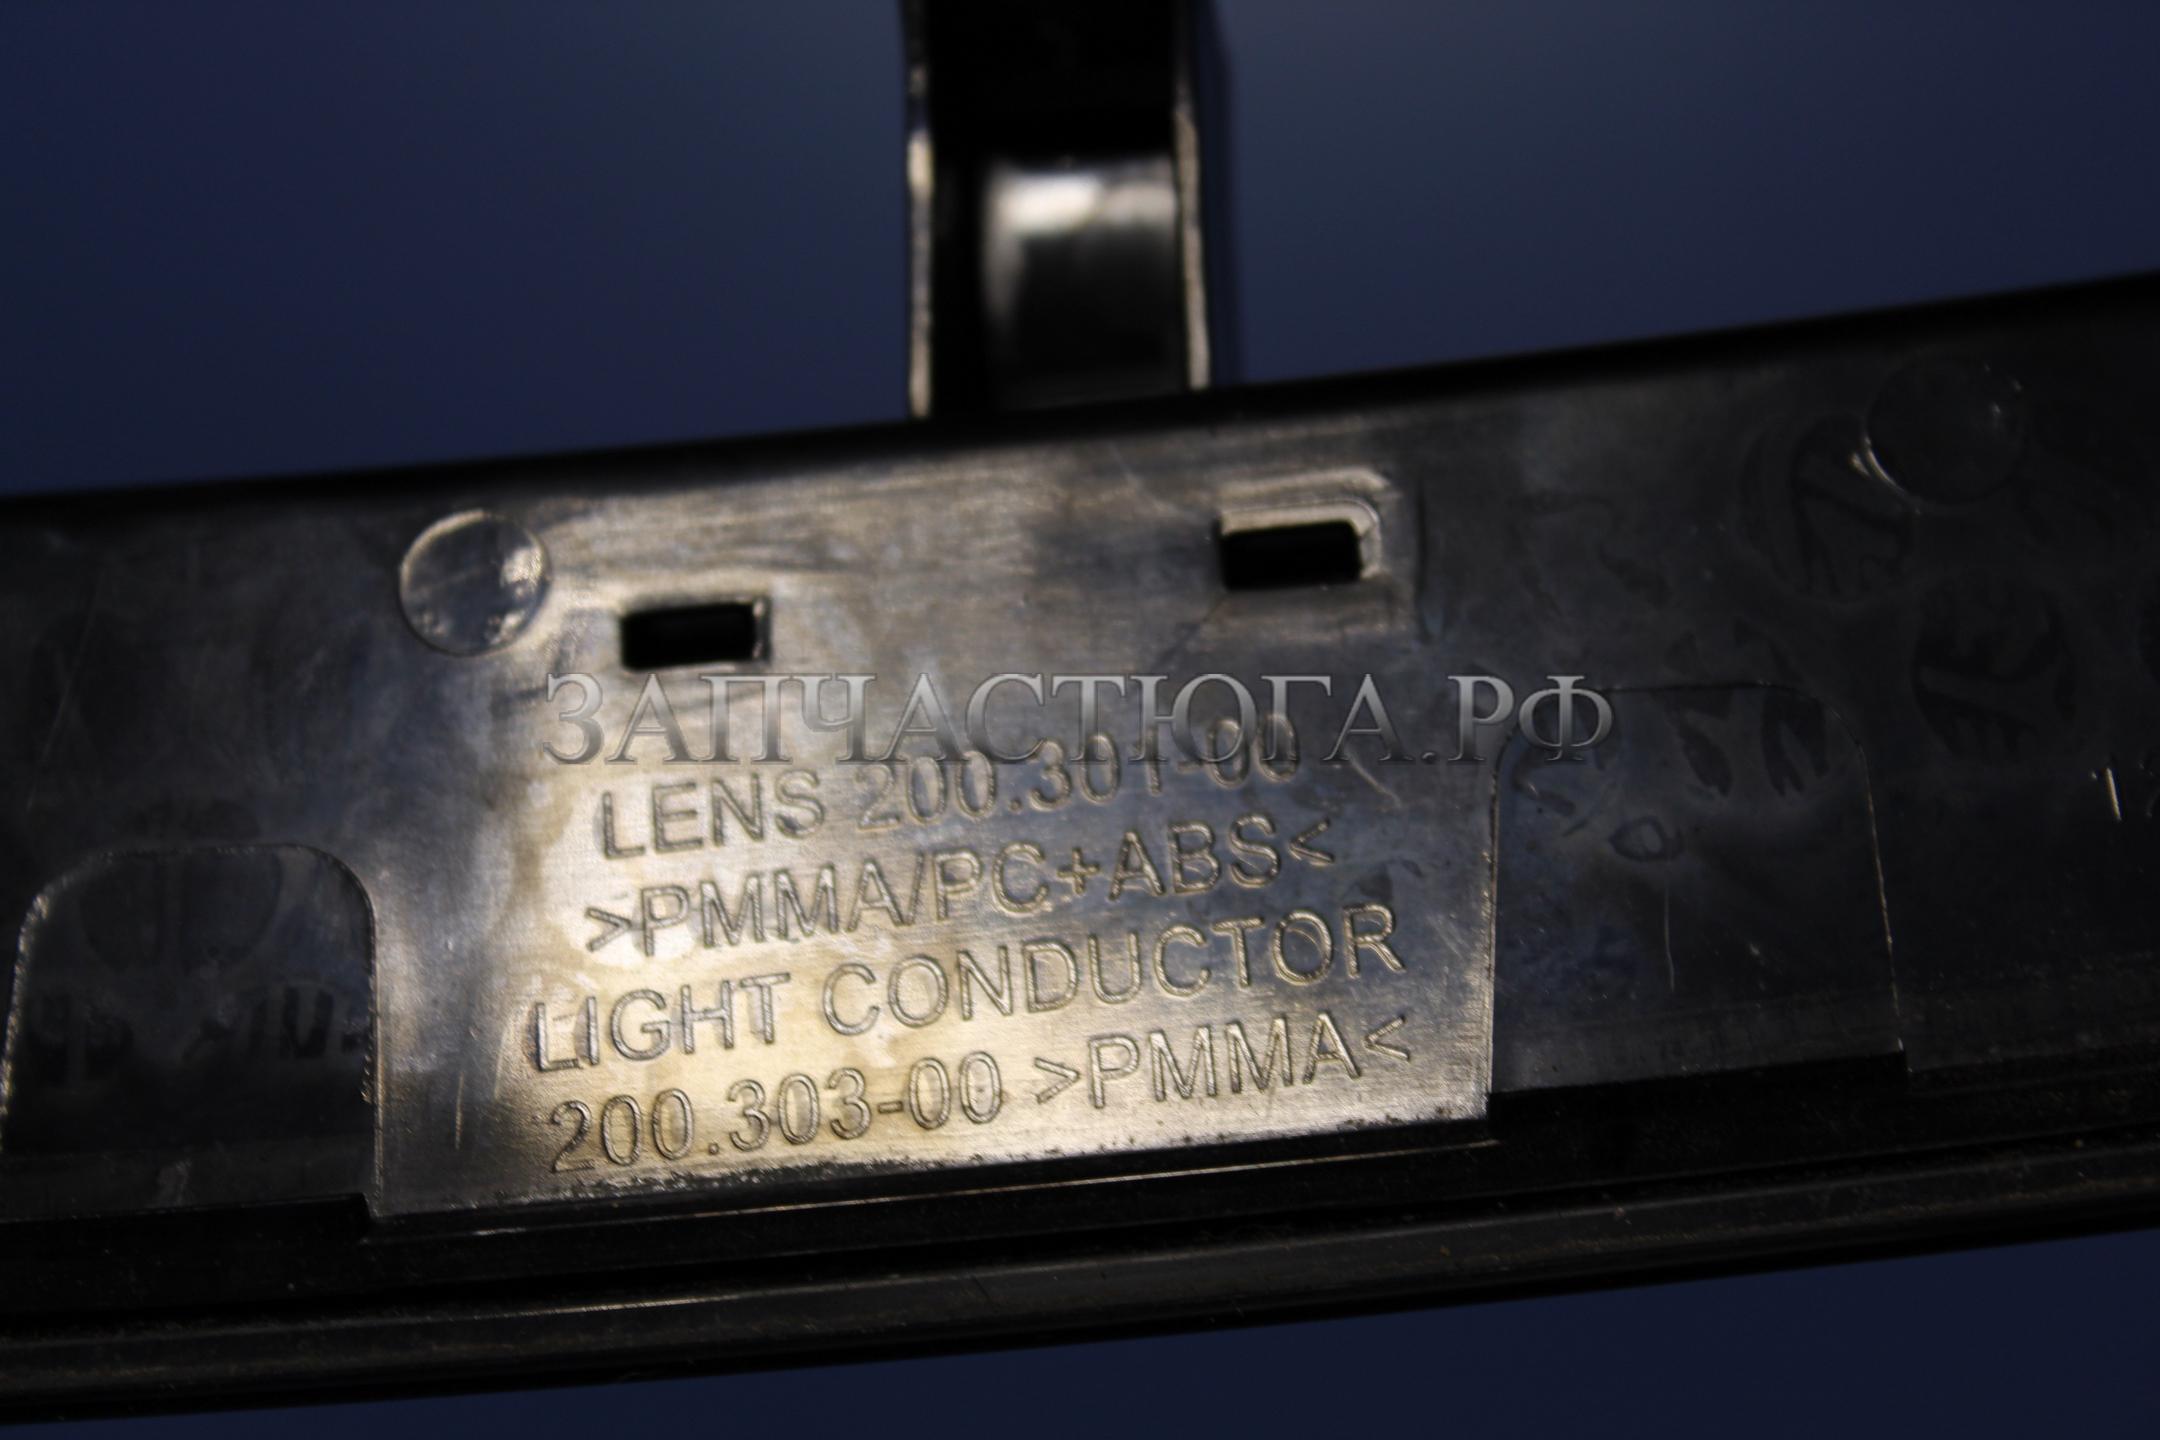 ЗАПЧАСТЮГА.РФ
LENS 200.301-00
>PMMA/PC+ABS<
LIGHT CONDUCTOR
200.303-00 >PMMA<